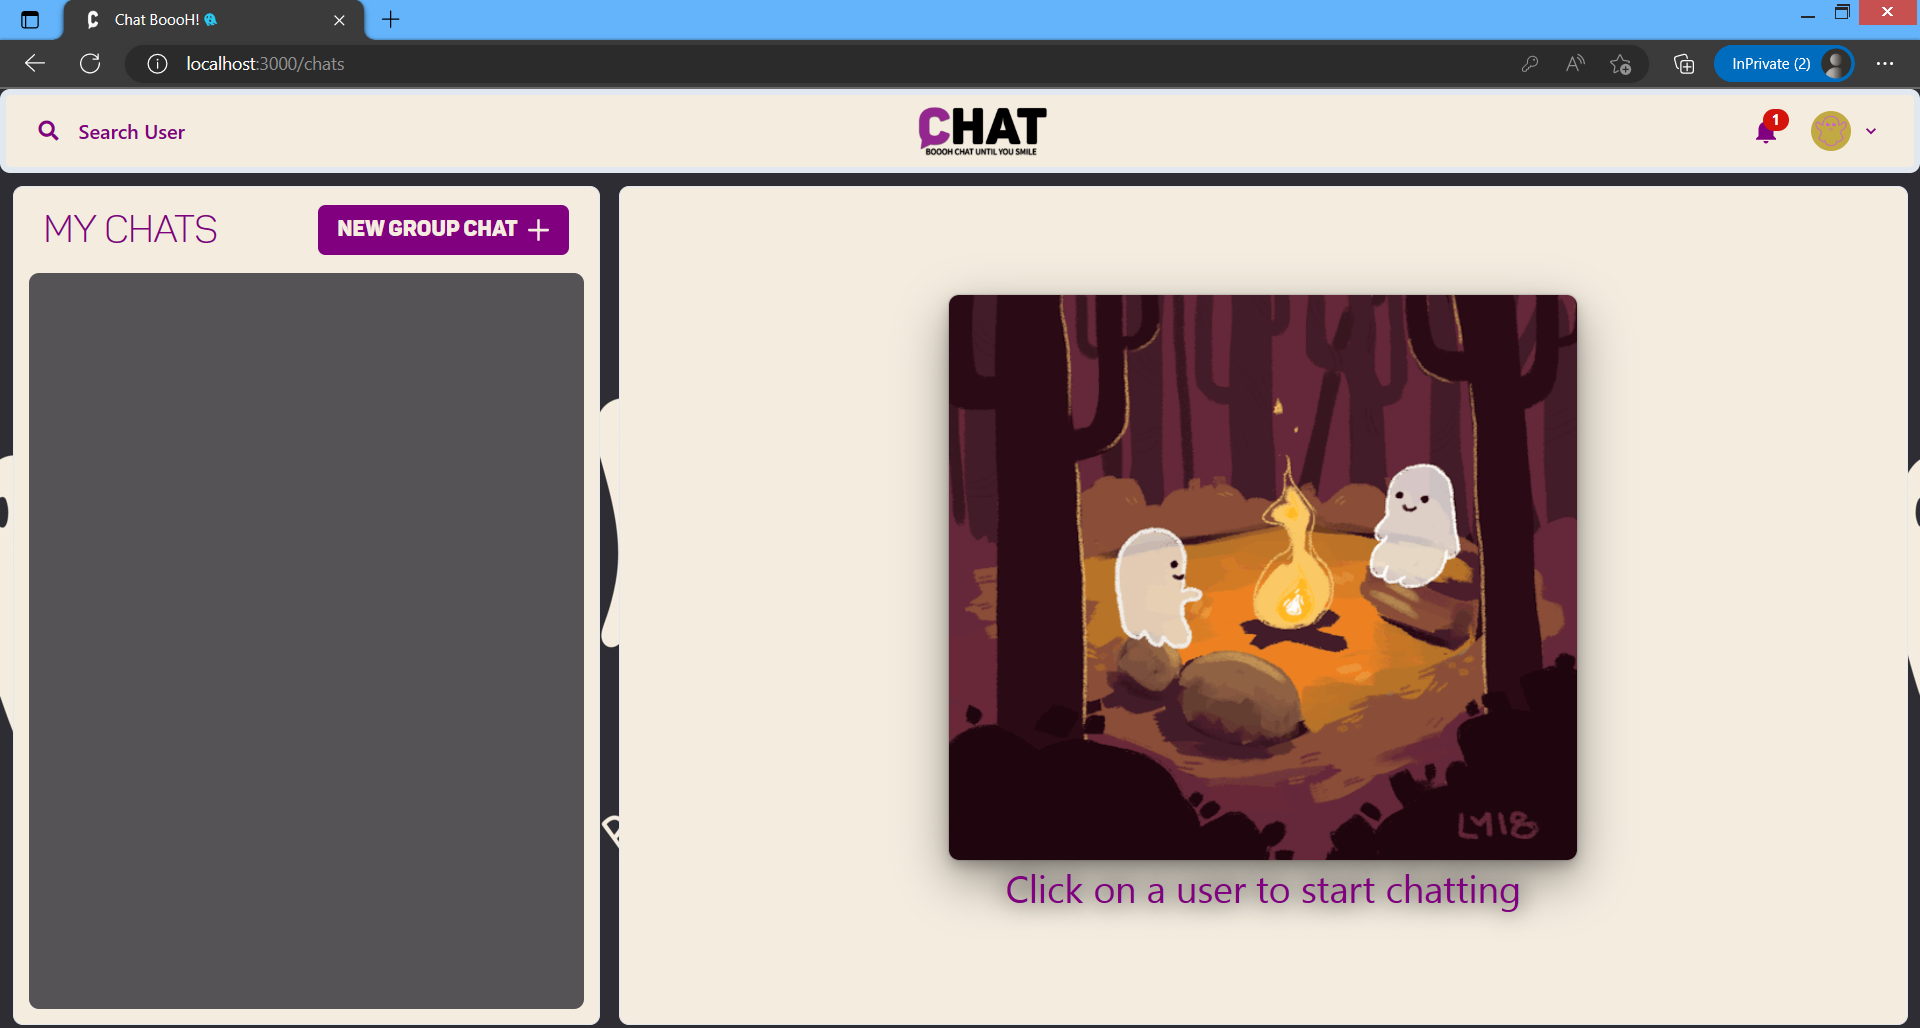 Chat BoooH!
localhost:3000/chats
InPrivate (2)
Search User
CHAT
BOOOH CHAT UNTIL YOU SMILE
1
MY CHATS
NEW GROUP CHAT +
LM18
Click on a user to start chatting